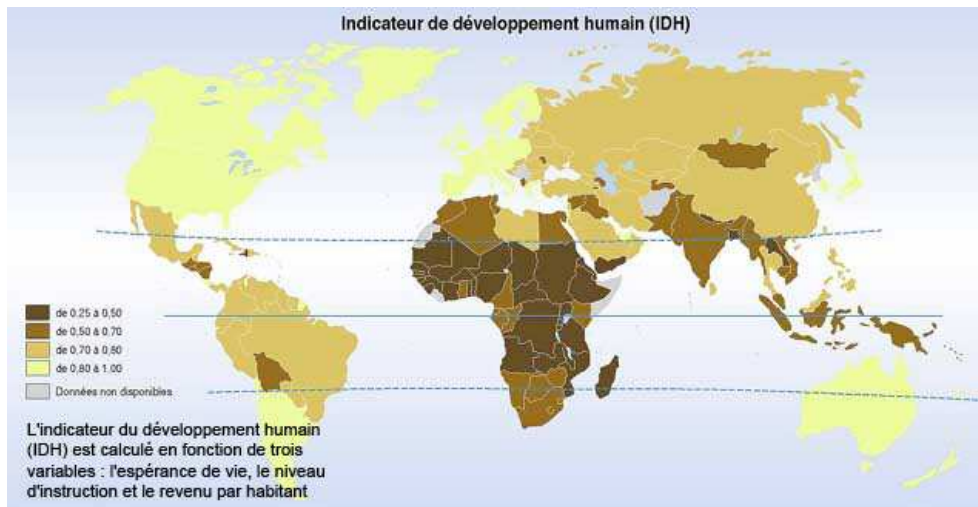 Indicateur de développement humain (IDH)
de 0,25 à 0,50
de 0,50 à 0,70
de 0,70 à 0,80
de 0,80 à 1,00
Données non disponibles
L'indicateur du développement humain
(IDH) est calculé en fonction de trois
variables : l'espérance de vie, le niveau
d'instruction et le revenu par habitant